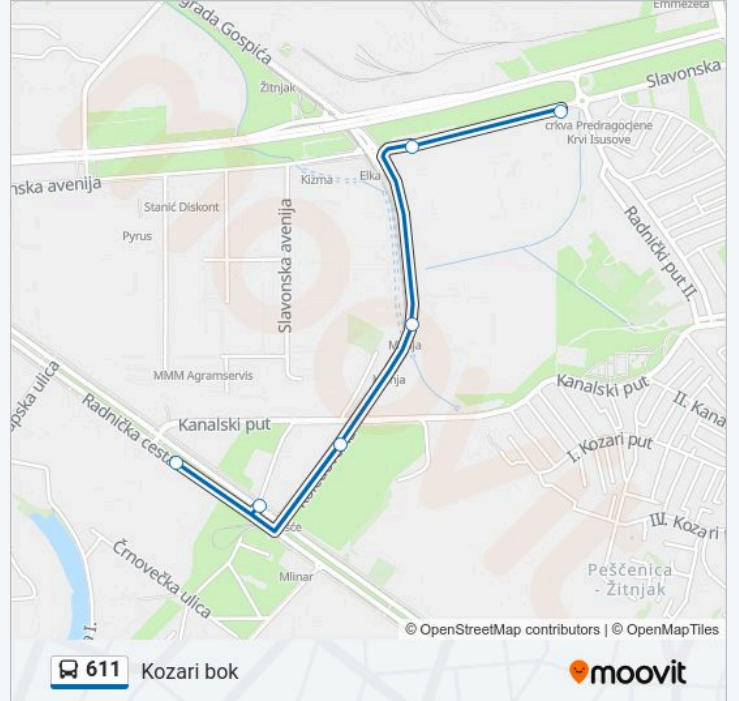 Emmezeta
grada Gospića
Žitnjak
Slavonska
crkva Predragocjene
Krvi Isusove
Elka
Kizma
nska avenija
Stanić Diskont
Pyrus
Slavonska avenija
Radnički put II.
MMM Agramservis
Kanalski put
II. Kana
Radnička cesta
Kanalski put
I. Kozari put
III. Kozari
Mlinar
Črnovečka ulica
Peščenica
- Žitnjak
© OpenStreetMap contributors | © OpenMapTiles
611 Kozari bok
moovit